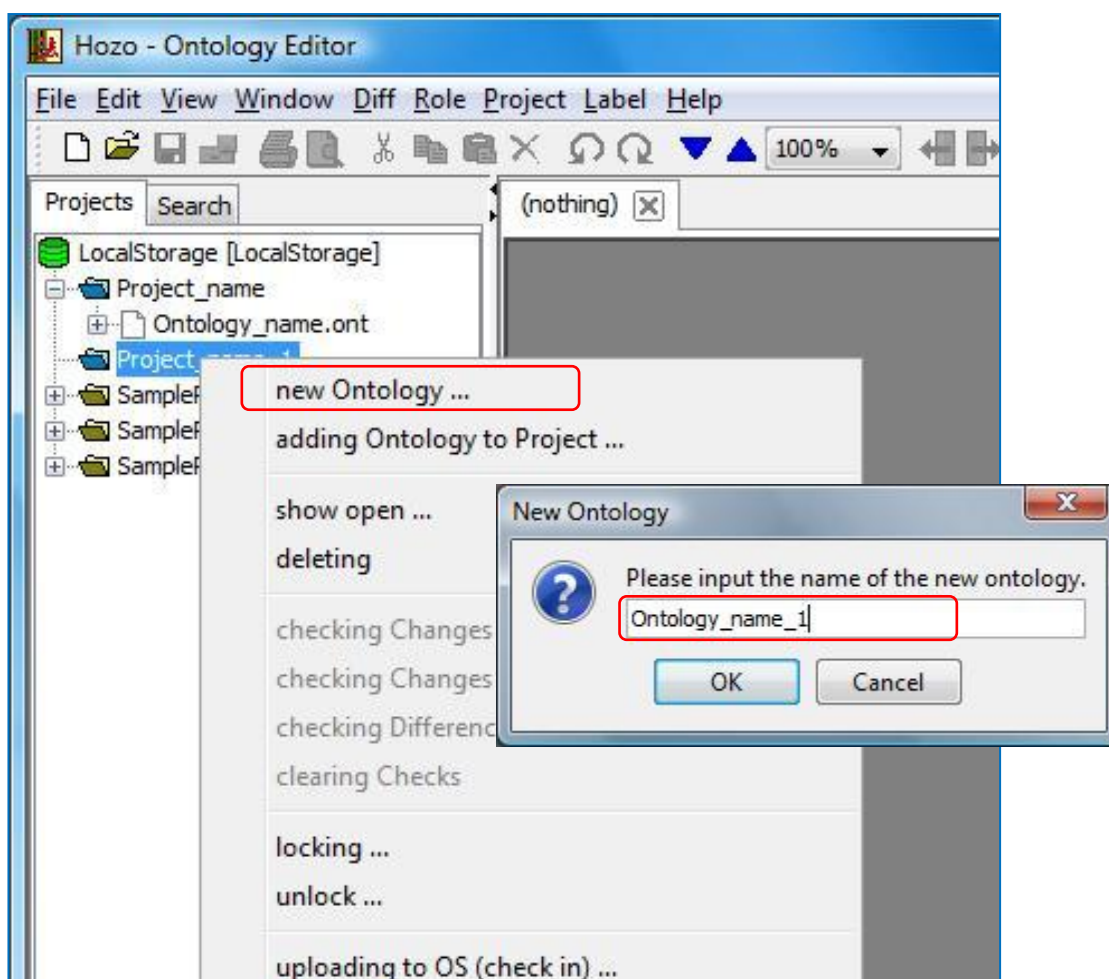 Hozo - Ontology Editor
File Edit View Window Diff Role Project Label Help
100%
Projects Search
(nothing)
LocalStorage [LocalStorage]
Project_name
Ontology_name.ont
Project_name_1
new Ontology ...
adding Ontology to Project ...
show open ...
deleting
checking Changes
checking Changes
checking
clearing Checks
locking ...
unlock ...
uploading to OS (check in) ...
New Ontology
Please input the name of the new ontology.
Ontology_name_1
OK Cancel